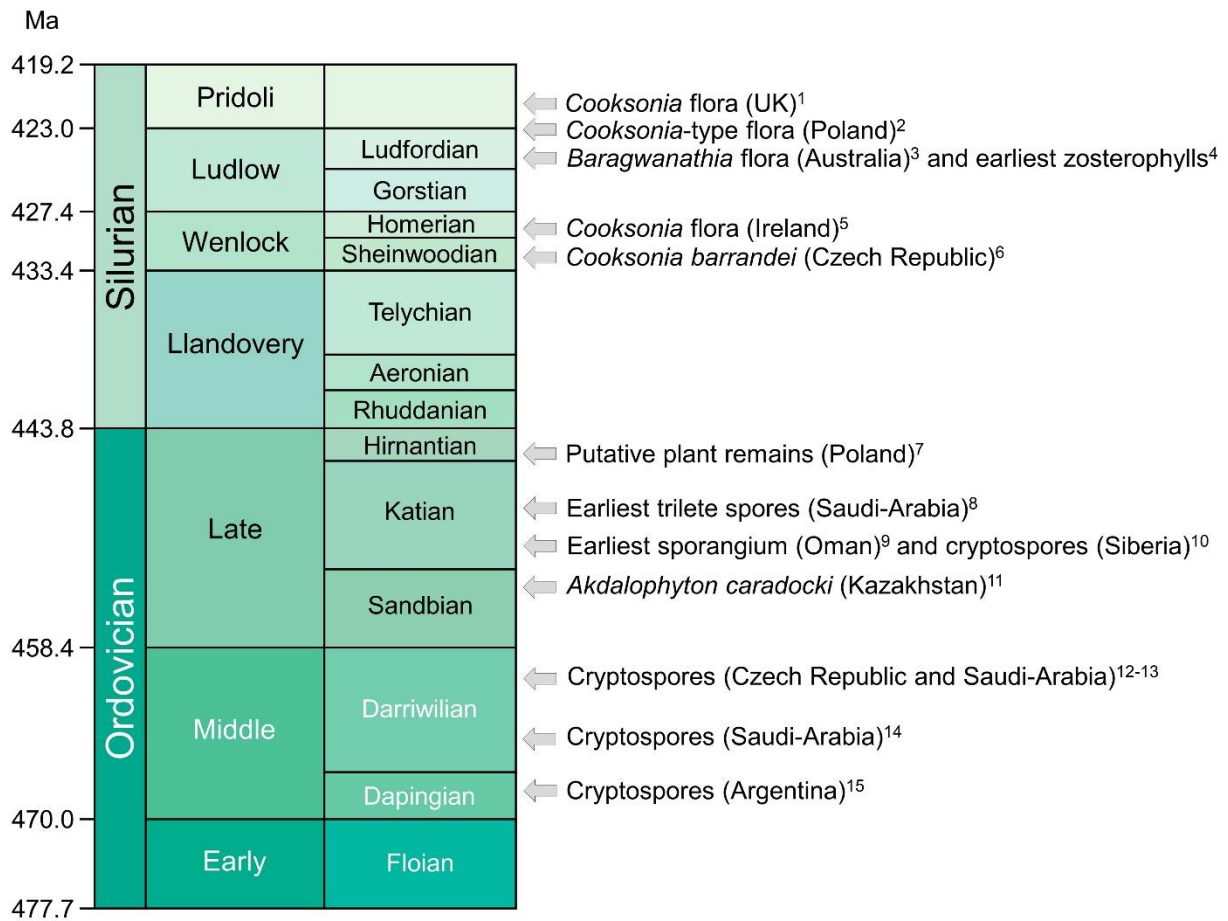 Ma
419.2
Pridoli
Cooksonia flora (UK)¹
423.0
Cooksonia-type flora (Poland)²
Silurian
Ludlow
Ludfordian
Baragwanathia flora (Australia)³ and earliest zosterophylls⁴
Gorstian
427.4
Wenlock
Homerian
Cooksonia flora (Ireland)⁵
Sheinwoodian
Cooksonia barrandei (Czech Republic)⁶
433.4
Llandovery
Telychian
Aeronian
Rhuddanian
443.8
Ordovician
Late
Hirnantian
Putative plant remains (Poland)⁷
Katian
Earliest trilete spores (Saudi-Arabia)⁸
Earliest sporangium (Oman)⁹ and cryptospores (Siberia)¹⁰
Sandbian
Akdalophyton caradocki (Kazakhstan)¹¹
458.4
Middle
Darriwilian
Cryptospores (Czech Republic and Saudi-Arabia)¹²⁻¹³
Cryptospores (Saudi-Arabia)¹⁴
Dapingian
Cryptospores (Argentina)¹⁵
470.0
Early
Floian
477.7